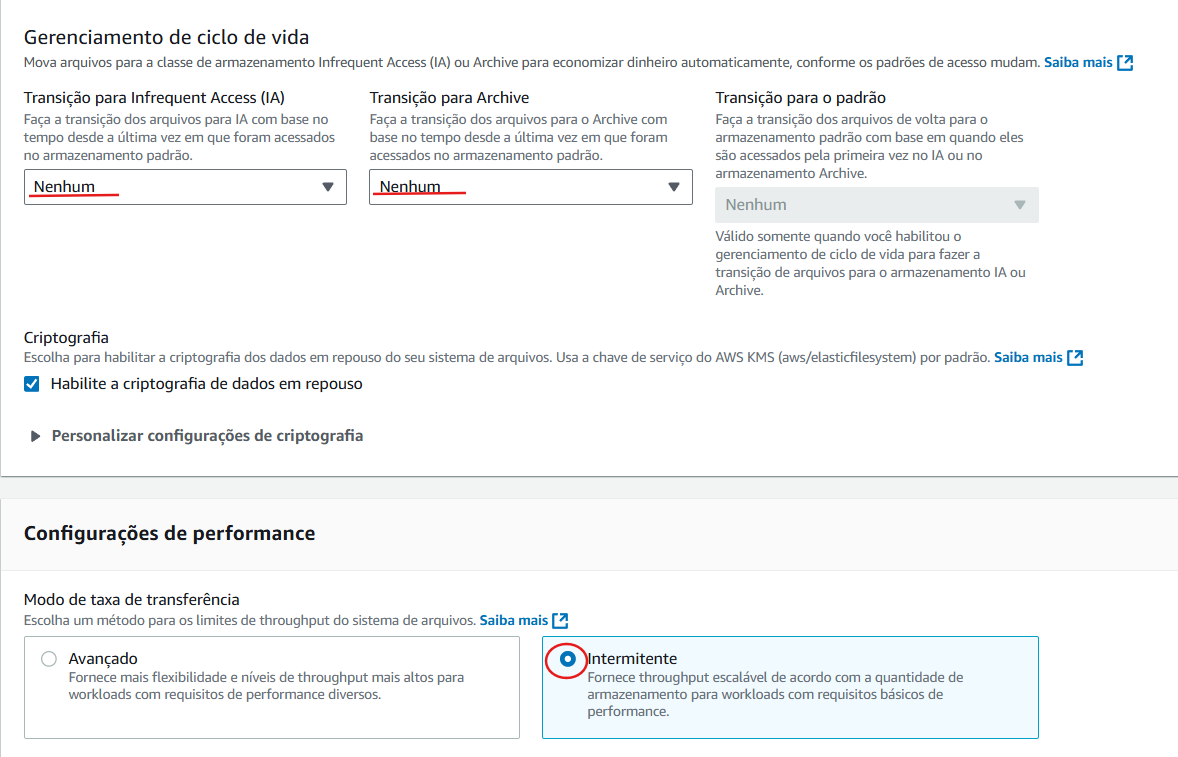 Gerenciamento de ciclo de vida
Mova arquivos para a classe de armazenamento Infrequent Access (IA) ou Archive para economizar dinheiro automaticamente, conforme os padrões de acesso mudam. Saiba mais
Transição para Infrequent Access (IA)
Faça a transição dos arquivos para IA com base no
tempo desde a última vez em que foram acessados
no armazenamento padrão.
Nenhum
Transição para Archive
Faça a transição dos arquivos para o Archive com
base no tempo desde a última vez em que foram
acessados no armazenamento padrão.
Nenhum
Transição para o padrão
Faça a transição dos arquivos de volta para o
armazenamento padrão com base em quando eles
são acessados pela primeira vez no IA ou no
armazenamento Archive.
Nenhum
Válido somente quando você habilitou o
gerenciamento de ciclo de vida para fazer a
transição de arquivos para o armazenamento IA ou
Archive.
Criptografia
Escolha para habilitar a criptografia dos dados em repouso do seu sistema de arquivos. Usa a chave de serviço do AWS KMS (aws/elasticfilesystem) por padrão. Saiba mais
Habilite a criptografia de dados em repouso
Personalizar configurações de criptografia
Configurações de performance
Modo de taxa de transferência
Escolha um método para os limites de throughput do sistema de arquivos. Saiba mais
Avançado
Fornece mais flexibilidade e níveis de throughput mais altos para
workloads com requisitos de performance diversos.
Intermitente
Fornece throughput escalável de acordo com a quantidade de
armazenamento para workloads com requisitos básicos de
performance.